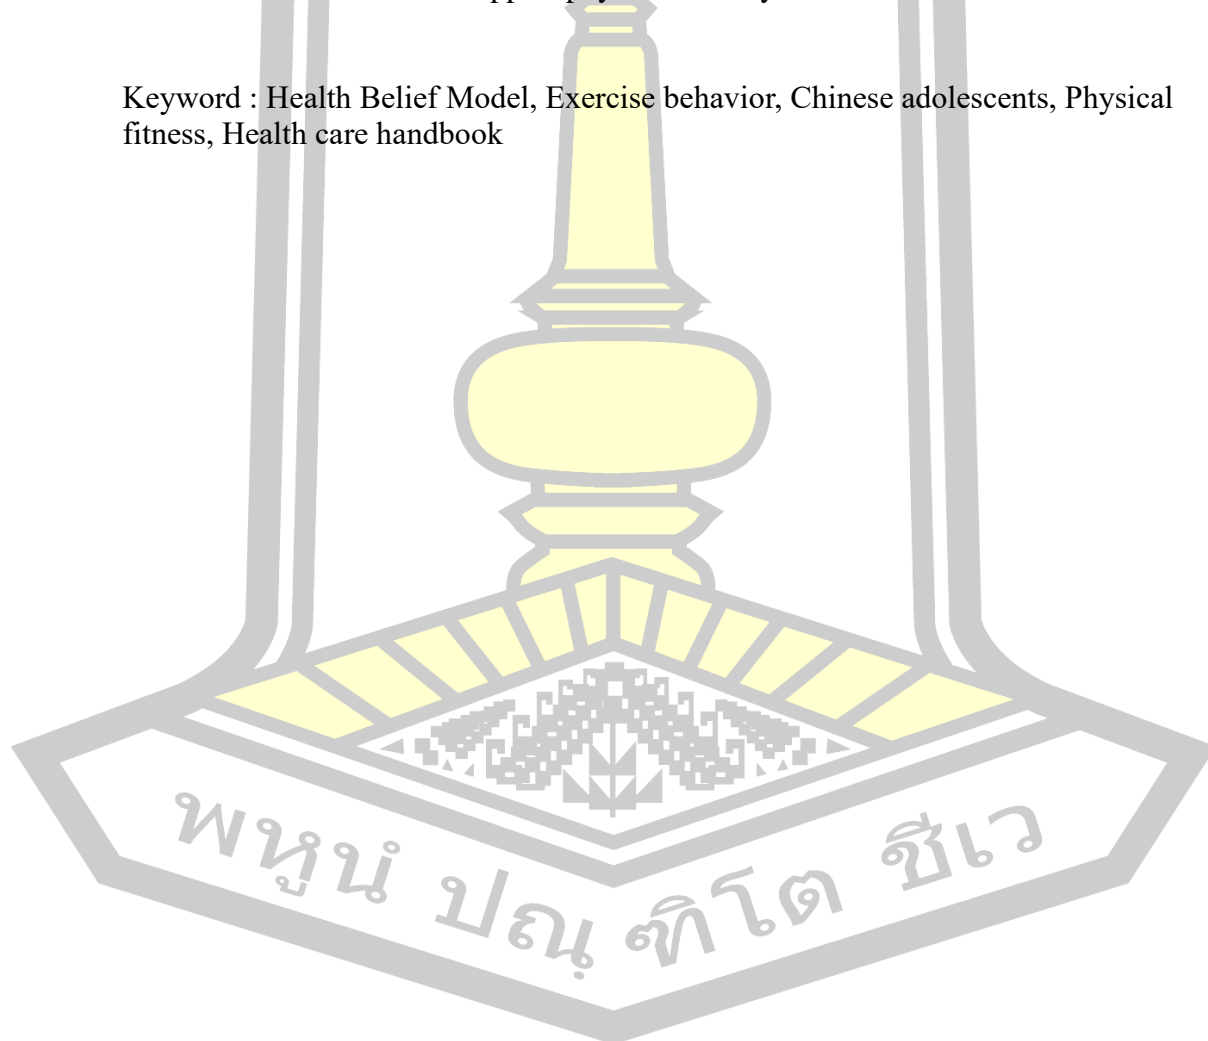 Keyword : Health Belief Model, Exercise behavior, Chinese adolescents, Physical
fitness, Health care handbook
พหูนํ ปณฺฑิโต ชีเว